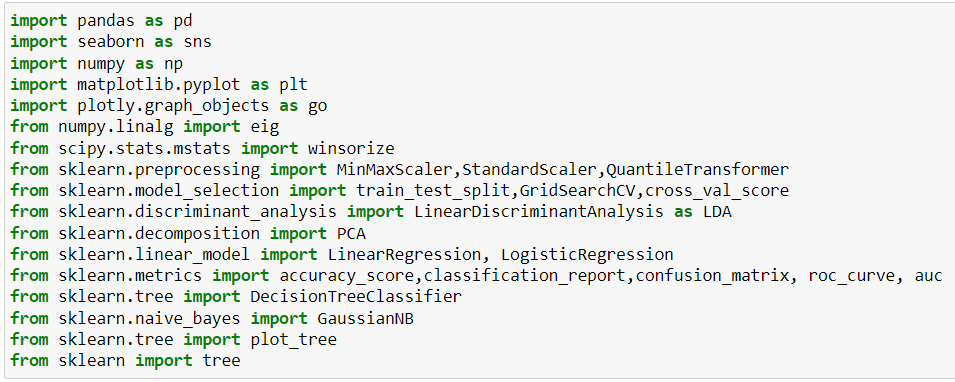 import pandas as pd
import seaborn as sns
import numpy as np
import matplotlib.pyplot as plt
import plotly.graph_objects as go
from numpy.linalg import eig
from scipy.stats.mstats import winsorize
from sklearn.preprocessing import MinMaxScaler,StandardScaler,QuantileTransformer
from sklearn.model_selection import train_test_split,GridSearchCV,cross_val_score
from sklearn.discriminant_analysis import LinearDiscriminantAnalysis as LDA
from sklearn.decomposition import PCA
from sklearn.linear_model import LinearRegression, LogisticRegression
from sklearn.metrics import accuracy_score,classification_report,confusion_matrix, roc_curve, auc
from sklearn.tree import DecisionTreeClassifier
from sklearn.naive_bayes import GaussianNB
from sklearn.tree import plot_tree
from sklearn import tree